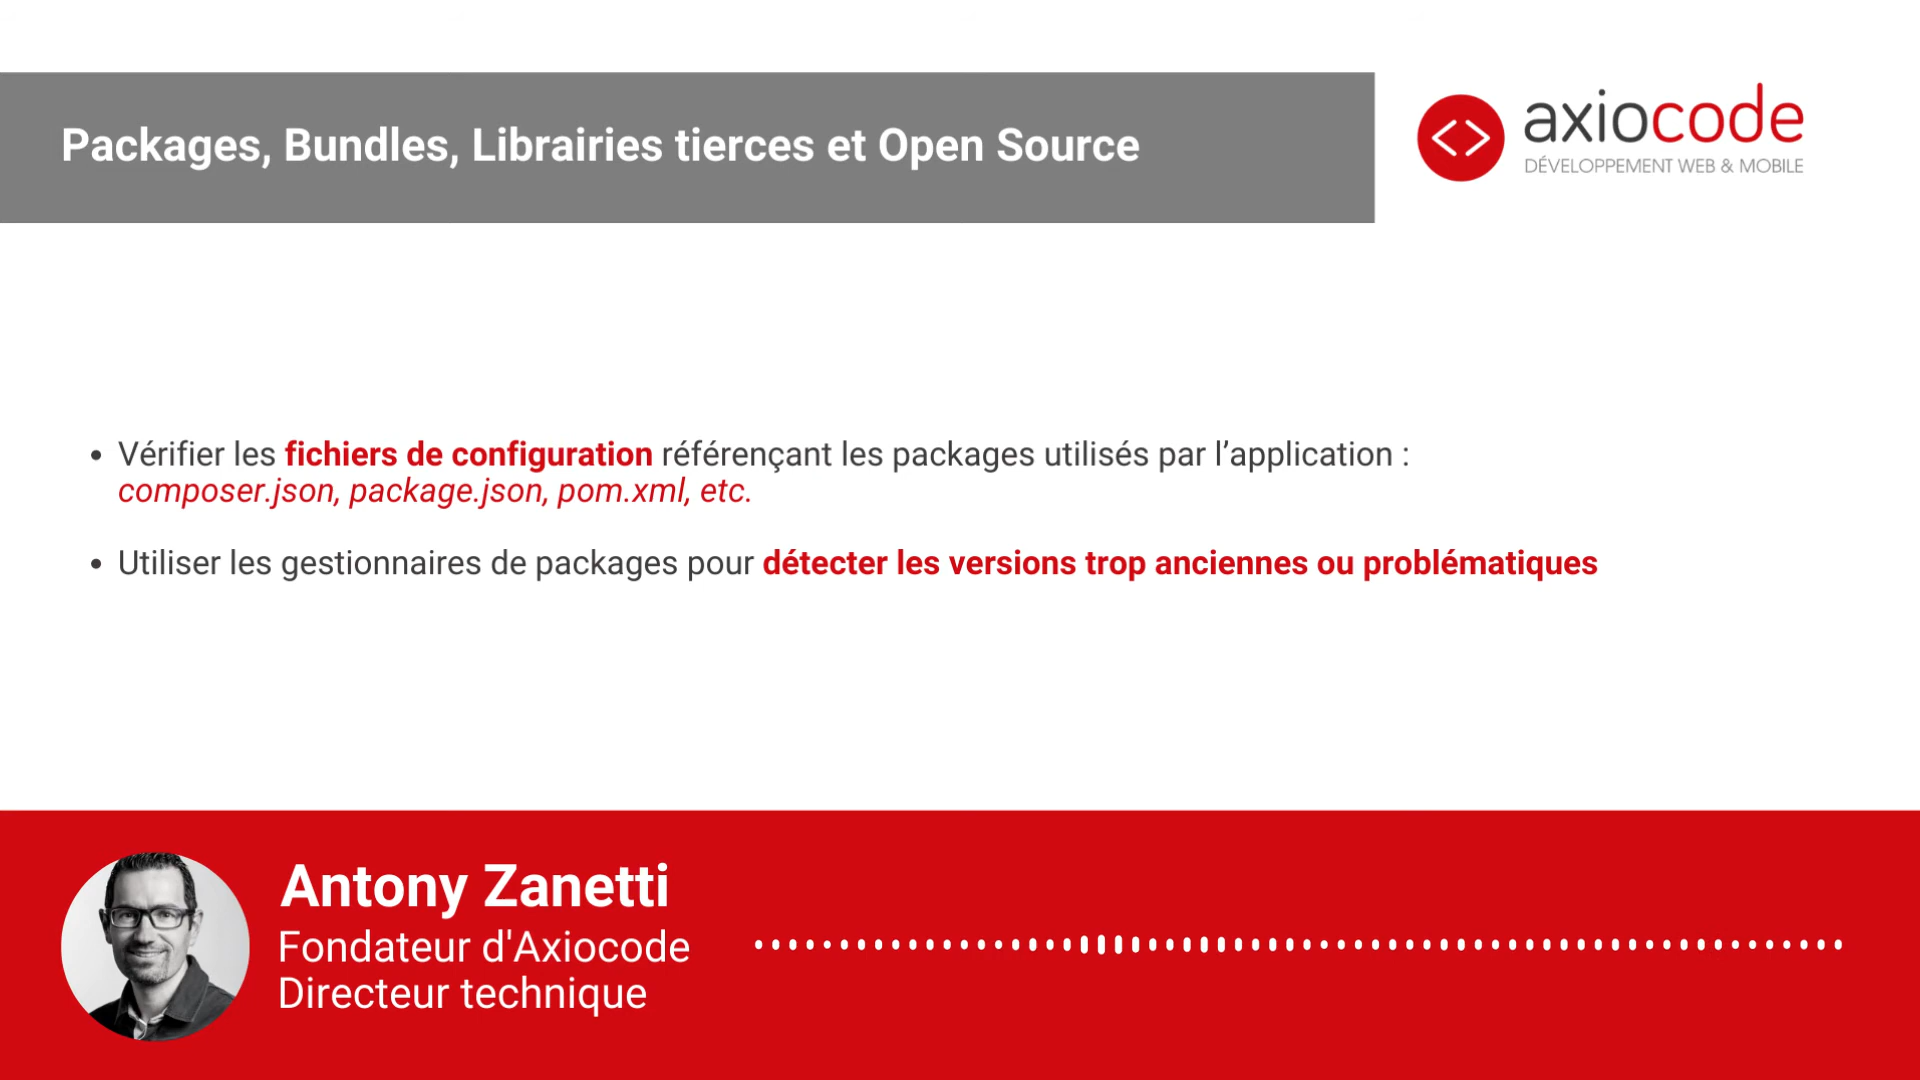 Packages, Bundles, Librairies tierces et Open Source
axiocode
DÉVELOPPEMENT WEB & MOBILE
• Vérifier les fichiers de configuration référençant les packages utilisés par l’application :
composer.json, package.json, pom.xml, etc.
• Utiliser les gestionnaires de packages pour détecter les versions trop anciennes ou problématiques
Antony Zanetti
Fondateur d'Axiocode
Directeur technique